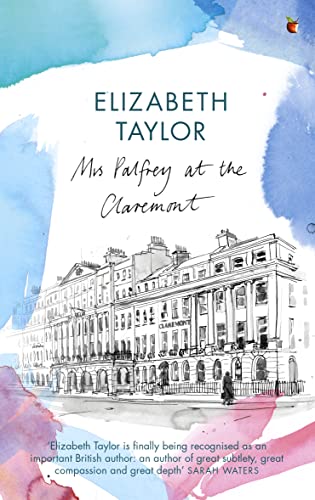 ELIZABETH
TAYLOR
Mrs Palfrey at the
Claremont
CLAREMONT
‘Elizabeth Taylor is finally being recognised as an
important British author: an author of great subtlety, great
compassion and great depth’ SARAH WATERS